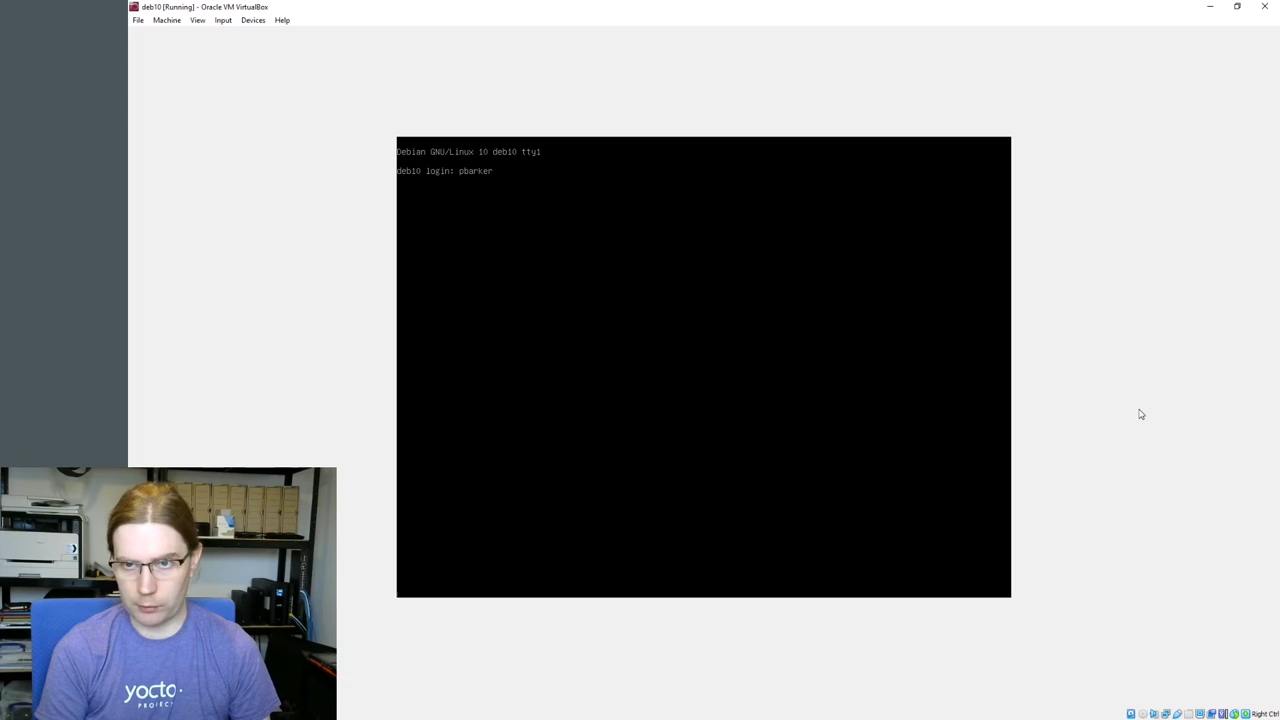 deb10 [Running] - Oracle VM VirtualBox
File Machine View Input Devices Help
Debian GNU/Linux 10 deb10 tty1
deb10 login: pbarker
yocto
PROJECT
Right Ctrl